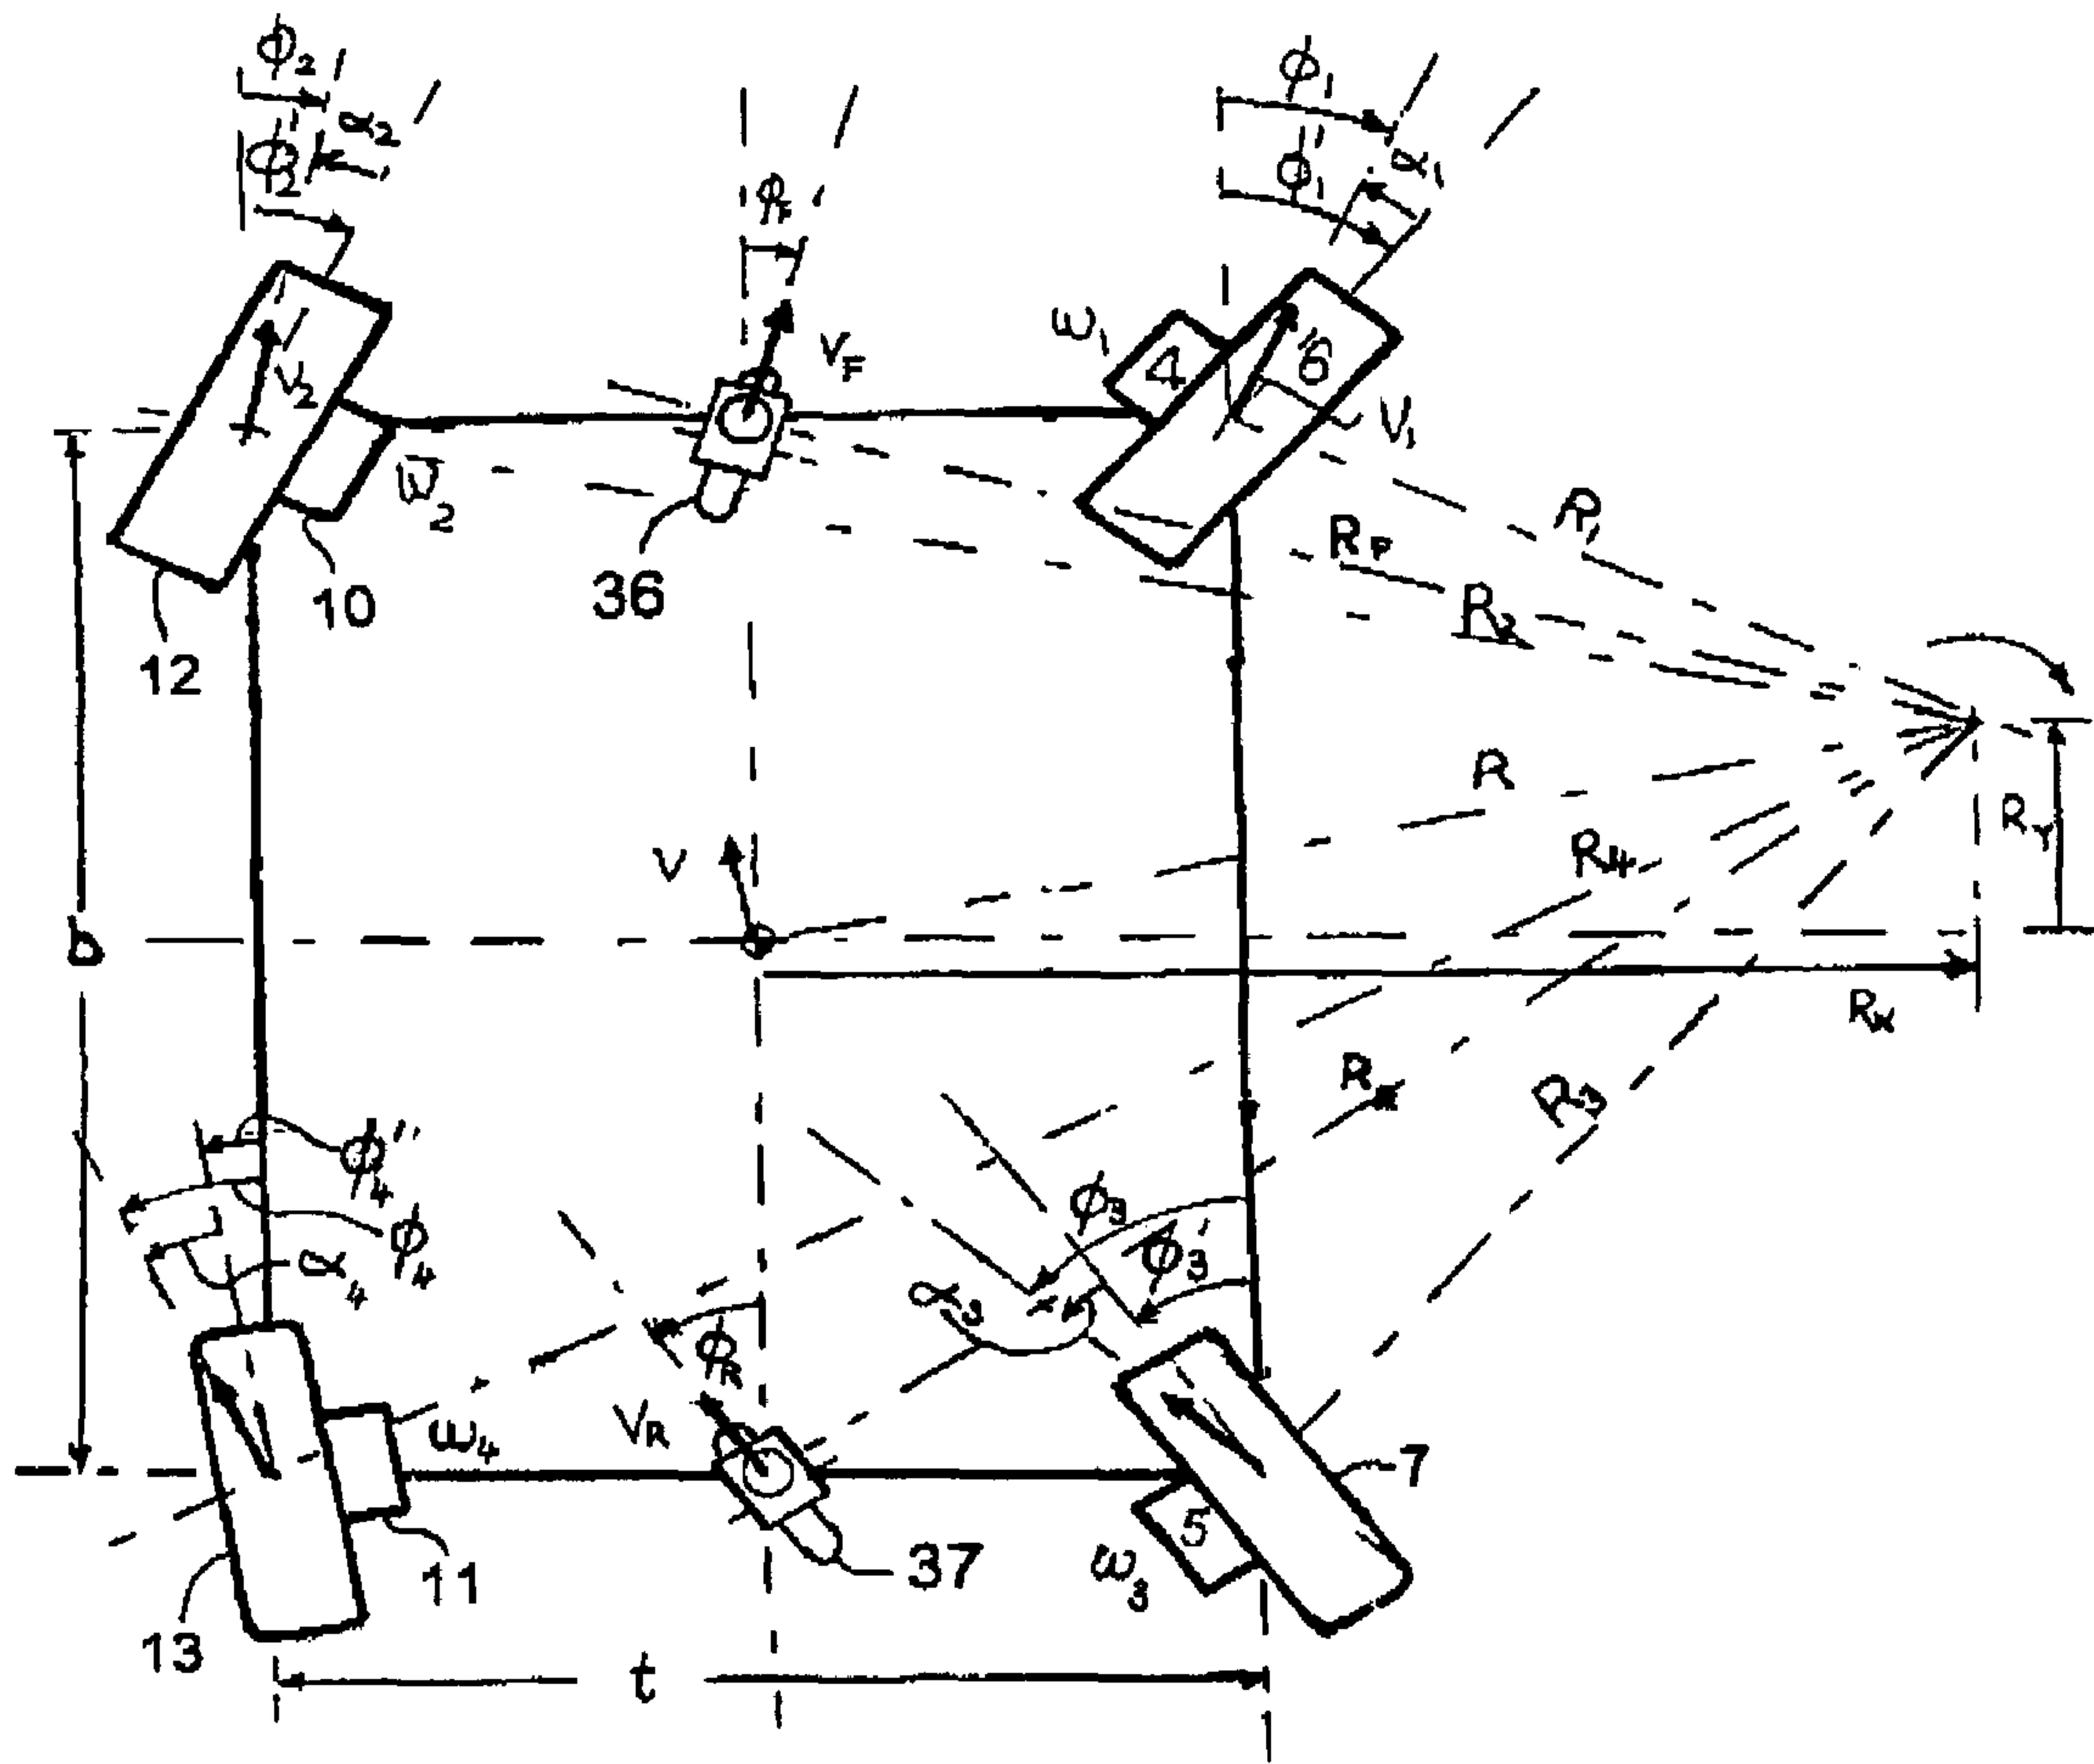 ϕ₂
ϕ₁
α₂
ϕ₂'
ϕ₁'
α₁
ϕF
VF
V₂
ω₁
4
6
V₁
ω₂
R₁
RF
R₂
10
36
12
R
RY
V
R₄
b
RX
R₃
ϕ₄'
ϕ₃
ϕ₃'
ϕ₄
α₄
α₃
ϕR
VR
ω₄
7
5
37
ω₃
11
13
t